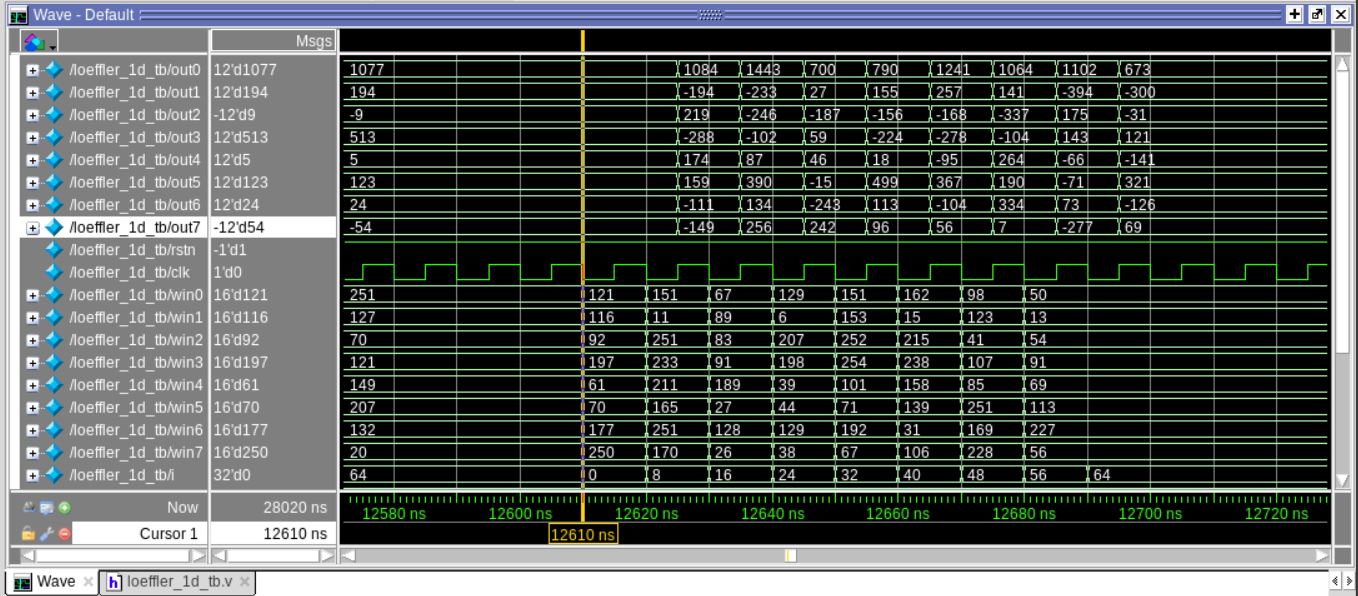 Wave - Default
Msgs
/loeffler_1d_tb/out0 12'd1077 1077 1084 1443 700 790 1241 1064 1102 673
/loeffler_1d_tb/out1 12'd194 194 -194 -233 27 155 257 141 -394 -300
/loeffler_1d_tb/out2 -12'd9 -9 219 -246 -187 -156 -168 -337 175 -31
/loeffler_1d_tb/out3 12'd513 513 -288 -102 59 -224 -278 -104 143 121
/loeffler_1d_tb/out4 12'd5 5 174 87 46 18 -95 264 -66 -141
/loeffler_1d_tb/out5 12'd123 123 159 390 -15 499 367 190 -71 321
/loeffler_1d_tb/out6 12'd24 24 -111 134 -243 113 -104 334 73 -126
/loeffler_1d_tb/out7 -12'd54 -54 -149 256 242 96 56 7 -277 69
/loeffler_1d_tb/rstn -1'd1
/loeffler_1d_tb/clk 1'd0
/loeffler_1d_tb/win0 16'd121 251 121 151 67 129 151 162 98 50
/loeffler_1d_tb/win1 16'd116 127 116 11 89 6 153 15 123 13
/loeffler_1d_tb/win2 16'd92 70 92 251 83 207 252 215 41 54
/loeffler_1d_tb/win3 16'd197 121 197 233 91 198 254 238 107 91
/loeffler_1d_tb/win4 16'd61 149 61 211 189 39 101 158 85 69
/loeffler_1d_tb/win5 16'd70 207 70 165 27 44 71 139 251 113
/loeffler_1d_tb/win6 16'd177 132 177 251 128 129 192 31 169 227
/loeffler_1d_tb/win7 16'd250 20 250 170 26 38 67 106 228 56
/loeffler_1d_tb/i 32'd0 64 0 8 16 24 32 40 48 56 64
Now 28020 ns 12580 ns 12600 ns 12620 ns 12640 ns 12660 ns 12680 ns 12700 ns 12720 ns
Cursor 1 12610 ns 12610 ns
Wave h loeffler_1d_tb.v